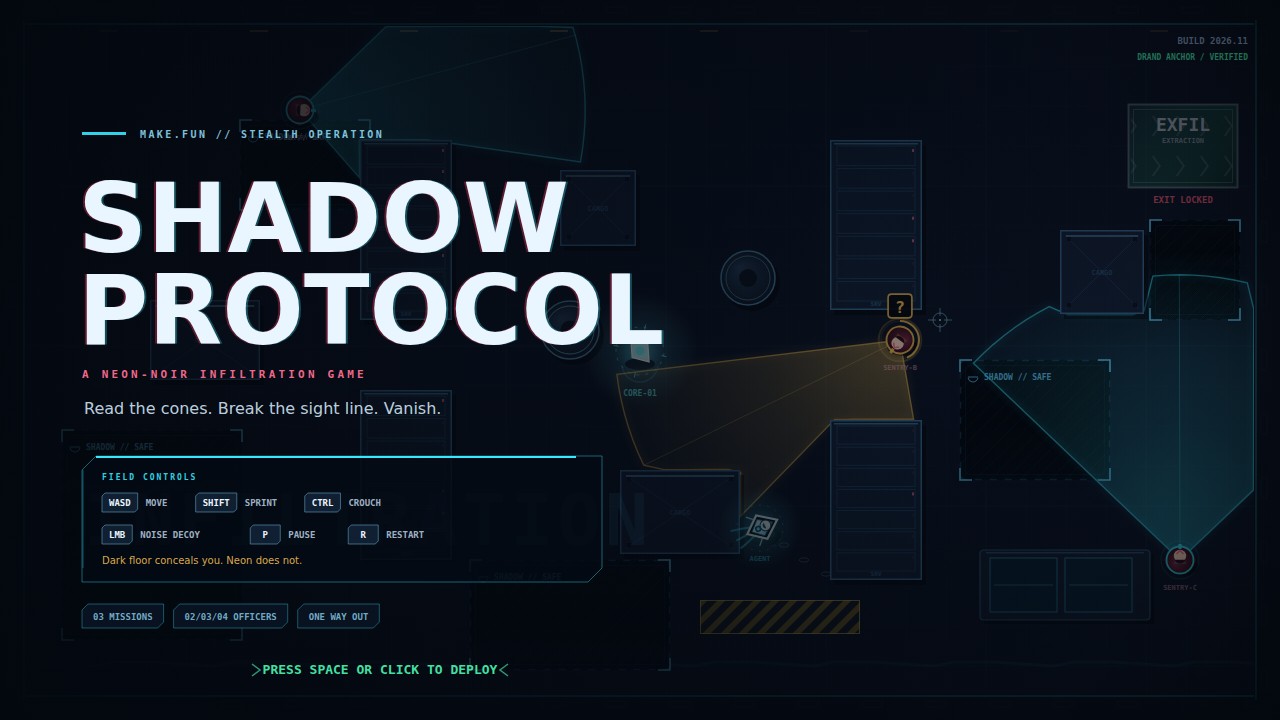 BUILD 2026.11
DRAND ANCHOR / VERIFIED
MAKE.FUN // STEALTH OPERATION
EXFIL
EXTRACTION
EXIT LOCKED
SHADOW
PROTOCOL
CARGO
CARGO
?
SENTRY-B
CORE-01
A NEON-NOIR INFILTRATION GAME
SHADOW // SAFE
Read the cones. Break the sight line. Vanish.
SHADOW // SAFE
FIELD CONTROLS
WASD MOVE SHIFT SPRINT CTRL CROUCH
CARGO
LMB NOISE DECOY P PAUSE R RESTART
AGENT
Dark floor conceals you. Neon does not.
SENTRY-C
03 MISSIONS 02/03/04 OFFICERS ONE WAY OUT
PRESS SPACE OR CLICK TO DEPLOY